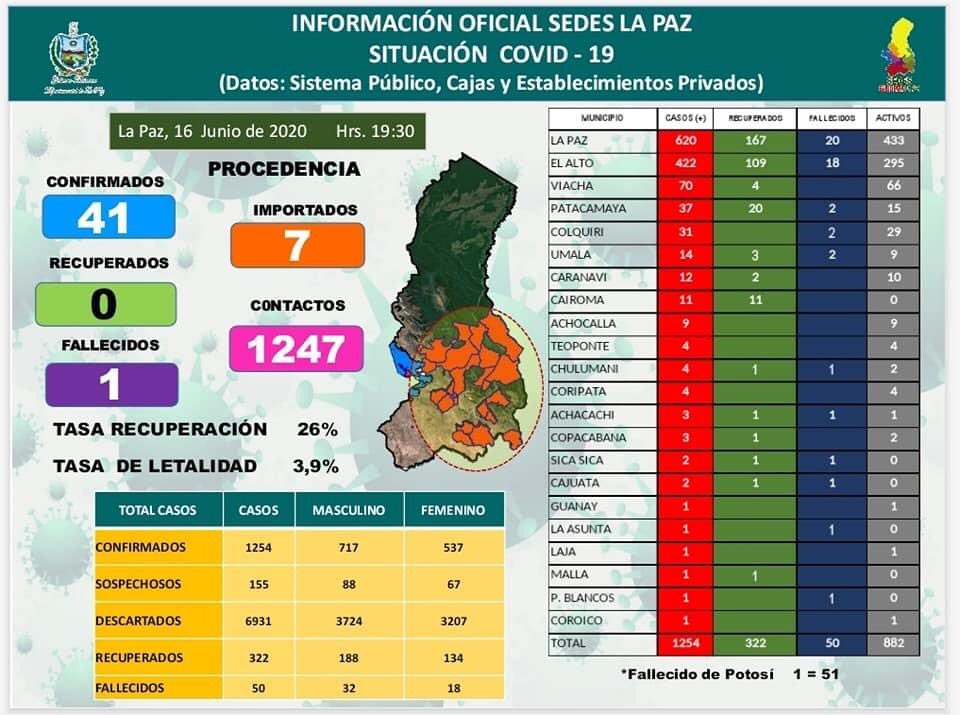 INFORMACIÓN OFICIAL SEDES LA PAZ
SITUACIÓN COVID - 19
(Datos: Sistema Público, Cajas y Establecimientos Privados)
La Paz, 16 Junio de 2020 Hrs. 19:30
CONFIRMADOS
41
RECUPERADOS
0
FALLECIDOS
1
PROCEDENCIA
IMPORTADOS
7
CONTACTOS
1247
TASA RECUPERACIÓN 26%
TASA DE LETALIDAD 3,9%
TOTAL CASOS CASOS MASCULINO FEMENINO
CONFIRMADOS 1254 717 537
SOSPECHOSOS 155 88 67
DESCARTADOS 6931 3724 3207
RECUPERADOS 322 188 134
FALLECIDOS 50 32 18
MUNICIPIO CASOS (+) RECUPERADOS FALLECIDOS ACTIVOS
LA PAZ 620 167 20 433
EL ALTO 422 109 18 295
VIACHA 70 4 66
PATACAMAYA 37 20 2 15
COLQUIRI 31 2 29
UMALA 14 3 2 9
CARANAVI 12 2 10
CAIROMA 11 11 0
ACHOCALLA 9 9
TEOPONTE 4 4
CHULUMANI 4 1 1 2
CORIPATA 4 4
ACHACACHI 3 1 1 1
COPACABANA 3 1 2
SICA SICA 2 1 1 0
CAJUATA 2 1 1 0
GUANAY 1 1
LA ASUNTA 1 1 0
LAJA 1 1
MALLA 1 1 0
P. BLANCOS 1 1 0
COROICO 1 1
TOTAL 1254 322 50 882
*Fallecido de Potosí 1 = 51